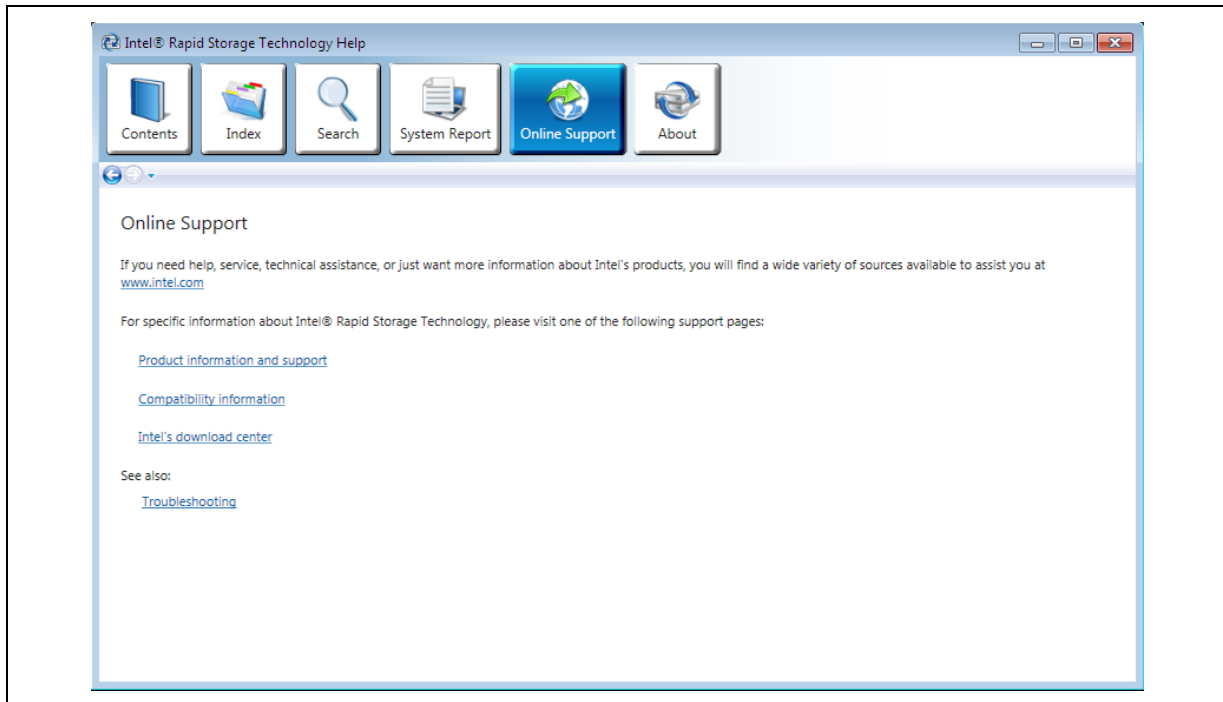 Intel® Rapid Storage Technology Help
Contents
Index
Search
System Report
Online Support
About
Online Support
If you need help, service, technical assistance, or just want more information about Intel's products, you will find a wide variety of sources available to assist you at
www.intel.com
For specific information about Intel® Rapid Storage Technology, please visit one of the following support pages:
Product information and support
Compatibility information
Intel's download center
See also:
Troubleshooting